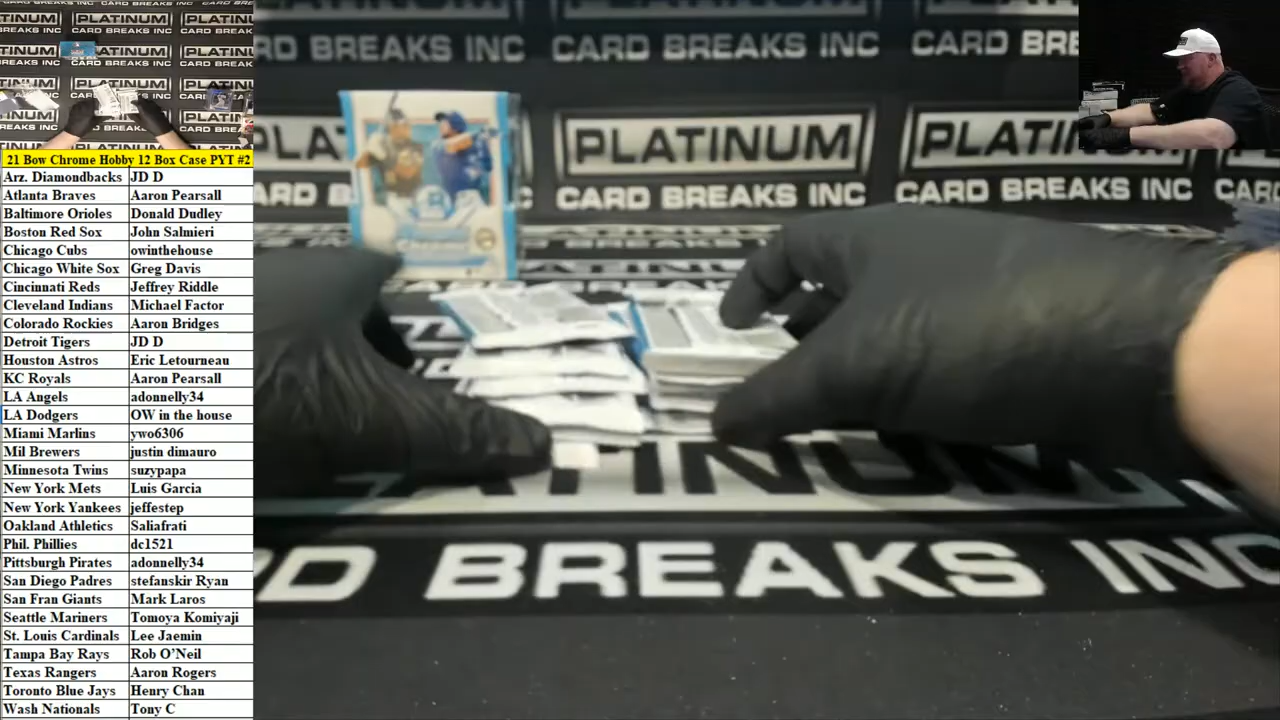 21 Bow Chrome Hobby 12 Box Case PYT #2
Arz. Diamondbacks JD D
Atlanta Braves Aaron Pearsall
Baltimore Orioles Donald Dudley
Boston Red Sox John Salmieri
Chicago Cubs owinthehouse
Chicago White Sox Greg Davis
Cincinnati Reds Jeffrey Riddle
Cleveland Indians Michael Factor
Colorado Rockies Aaron Bridges
Detroit Tigers JD D
Houston Astros Eric Letourneau
KC Royals Aaron Pearsall
LA Angels adonnelly34
LA Dodgers OW in the house
Miami Marlins ywo6306
Mil Brewers justin dimauro
Minnesota Twins suzypapa
New York Mets Luis Garcia
New York Yankees jeffestep
Oakland Athletics Saliafrati
Phil. Phillies dc1521
Pittsburgh Pirates adonnelly34
San Diego Padres stefanskir Ryan
San Fran Giants Mark Laros
Seattle Mariners Tomoya Komiyaji
St. Louis Cardinals Lee Jaemin
Tampa Bay Rays Rob O’Neil
Texas Rangers Aaron Rogers
Toronto Blue Jays Henry Chan
Wash Nationals Tony C
CARD BREAKS INC
CARD BREAKS INC
PLATINUM
CARD BREAKS INC
CARD BREAKS INC
BREAKS INC